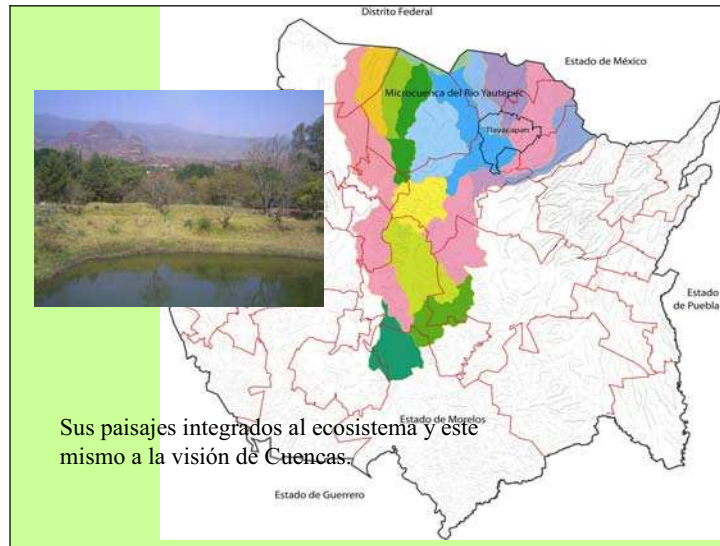 Distrito Federal
Estado de México
Microcuenca del Río Yautepec
Tlayacapan
Estado
de Puebla
Sus paisajes integrados al ecosistema y este
mismo a la visión de Cuencas.
Estado de Morelos
Estado de Guerrero